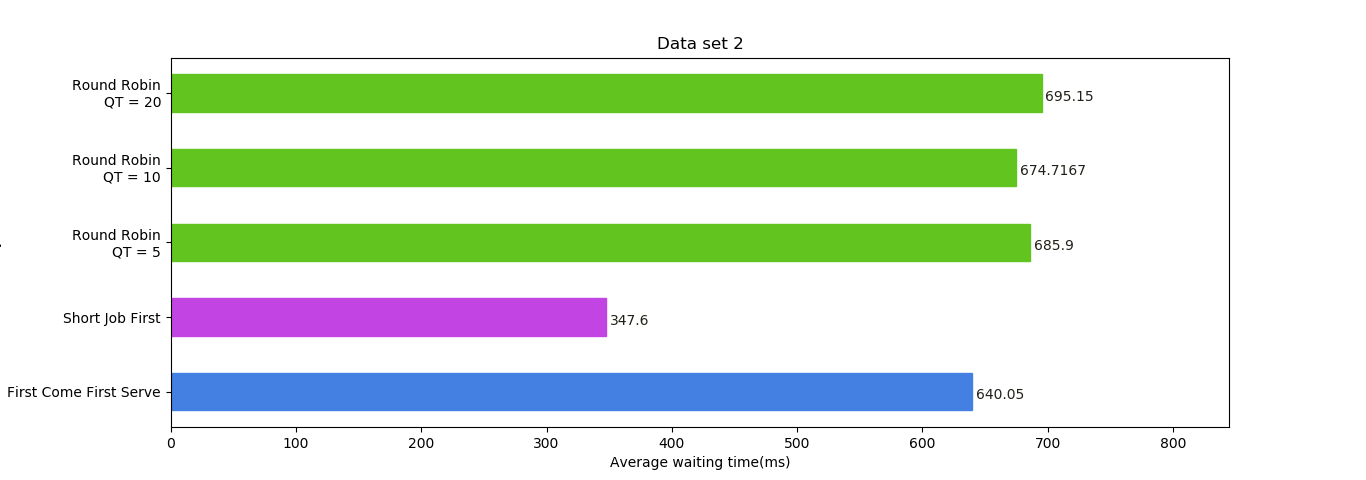 Data set 2
Round Robin
QT = 20
695.15
Round Robin
QT = 10
674.7167
Round Robin
QT = 5
685.9
Short Job First
347.6
First Come First Serve
640.05
0 100 200 300 400 500 600 700 800
Average waiting time(ms)